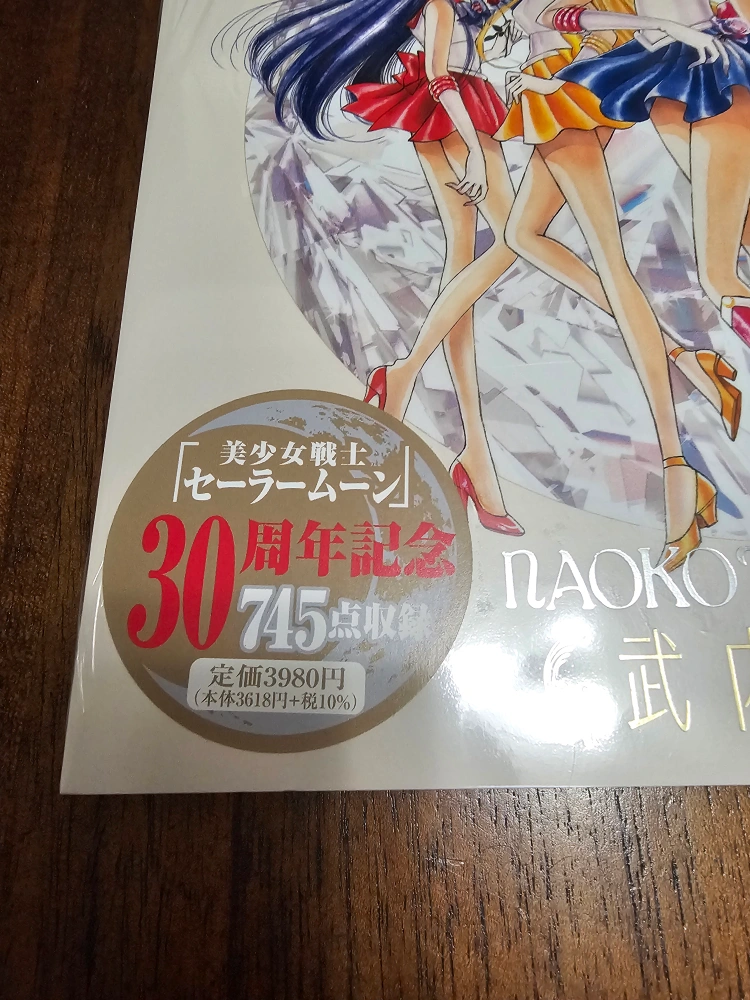 美少女戦士
「セーラームーン」
30周年記念
745点収録
定価3980円
(本体3618円+税10%)
NAOKO
武内